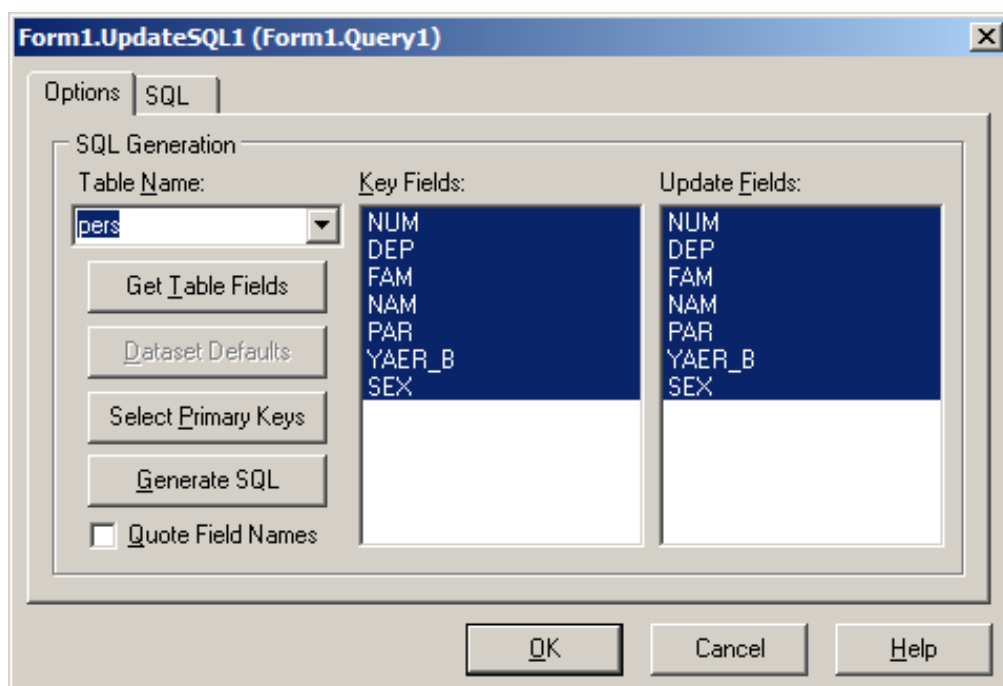 Form1.UpdateSQL1 (Form1.Query1)
Options
SQL
SQL Generation
Table Name:
pers
Get Table Fields
Dataset Defaults
Select Primary Keys
Generate SQL
Quote Field Names
Key Fields:
NUM
DEP
FAM
NAM
PAR
YAER_B
SEX
Update Fields:
NUM
DEP
FAM
NAM
PAR
YAER_B
SEX
OK
Cancel
Help